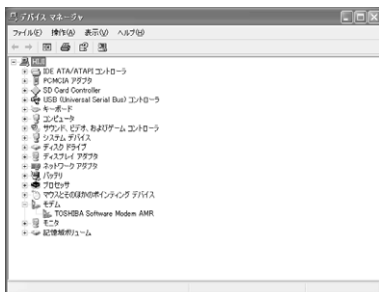 デバイス マネージャ
ファイル(F) 操作(A) 表示(V) ヘルプ(H)
IDE ATA/ATAPI コントローラ
PCMCIA アダプタ
SD Card Controller
USB (Universal Serial Bus) コントローラ
キーボード
コンピュータ
サウンド、ビデオ、およびゲーム コントローラ
システム デバイス
ディスク ドライブ
ディスプレイ アダプタ
ネットワーク アダプタ
バッテリ
プロセッサ
マウスとそのほかのポインティング デバイス
モデム
TOSHIBA Software Modem AMR
モニタ
記憶域ボリューム